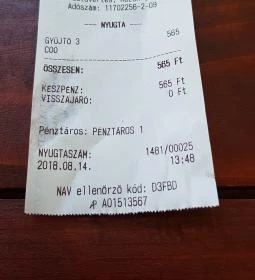 Adószám: 11702256-2-09
---- NYUGTA ----
GYŰJTŐ 3 565
C00
ÖSSZESEN: 565 Ft
KÉSZPÉNZ: 565 Ft
VISSZAJÁRÓ: 0 Ft
Pénztáros: PÉNZTÁROS 1
NYUGTASZÁM: 1481/00025
2018.08.14. 13:48
NAV ellenőrző kód: D3FBD
AP A01513567